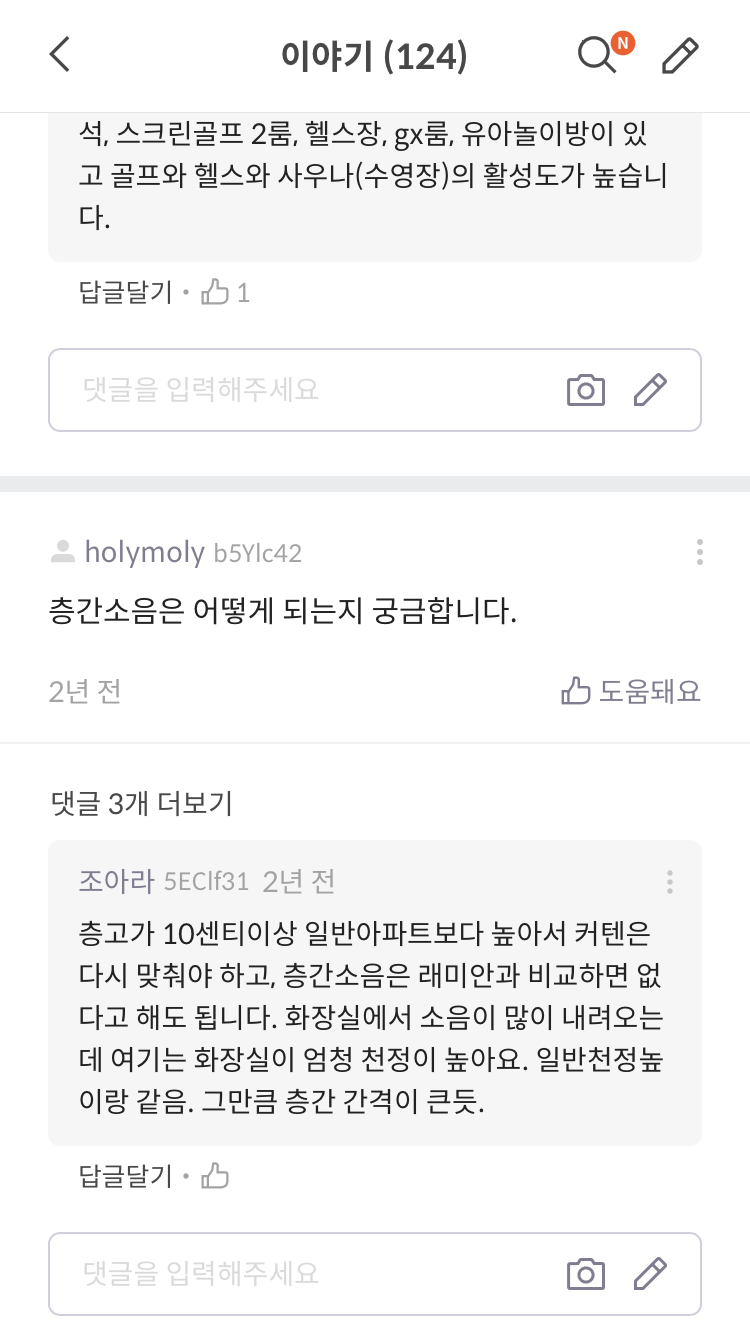 이야기 (124)
N
석, 스크린골프 2룸, 헬스장, gx룸, 유아놀이방이 있
고 골프와 헬스와 사우나(수영장)의 활성도가 높습니
다.
답글달기 · 1
댓글을 입력해주세요
holymoly b5Ylc42
층간소음은 어떻게 되는지 궁금합니다.
2년 전 도움돼요
댓글 3개 더보기
조아라 5EClf31 2년 전
층고가 10센티이상 일반아파트보다 높아서 커텐은
다시 맞춰야 하고, 층간소음은 래미안과 비교하면 없
다고 해도 됩니다. 화장실에서 소음이 많이 내려오는
데 여기는 화장실이 엄청 천정이 높아요. 일반천정높
이랑 같음. 그만큼 층간 간격이 큰듯.
답글달기 ·
댓글을 입력해주세요